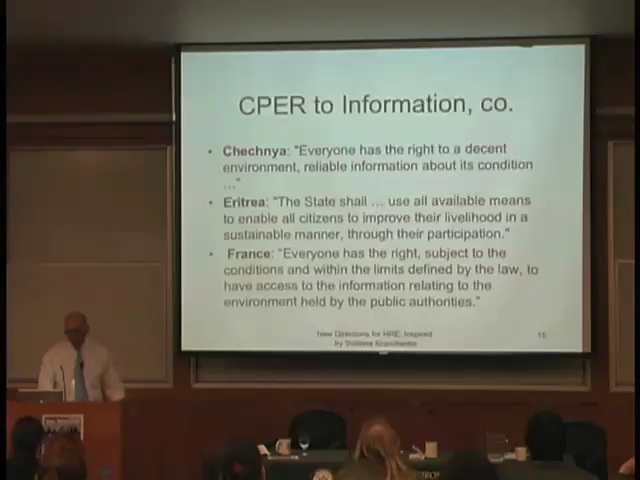 CPER to Information, co.
• Chechnya: "Everyone has the right to a decent
environment, reliable information about its condition
..."
• Eritrea: "The State shall ... use all available means
to enable all citizens to improve their livelihood in a
sustainable manner, through their participation."
• France: "Everyone has the right, subject to the
conditions and within the limits defined by the law, to
have access to the information relating to the
environment held by the public authorities."
New Directions for HRE, Inspired
by Svitlana Kravchenko